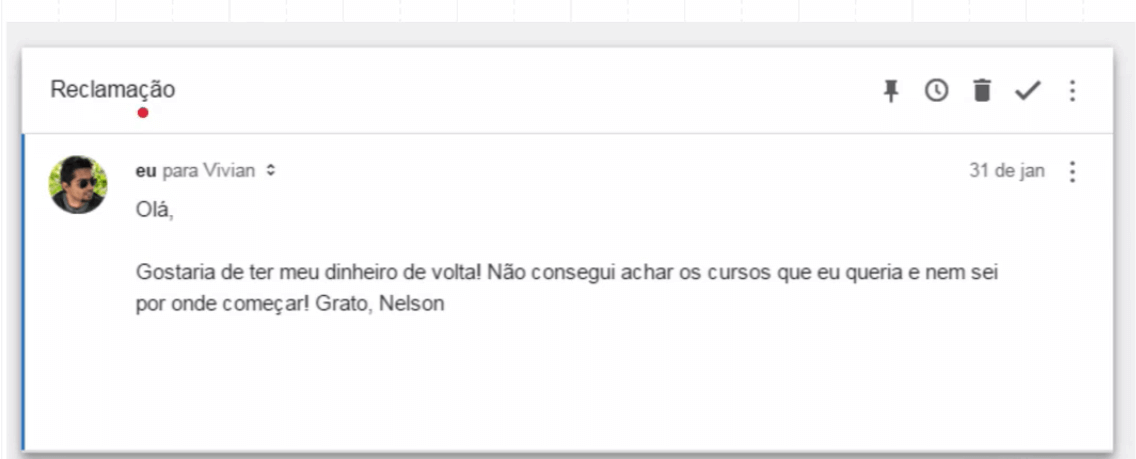 Reclamação
eu para Vivian
31 de jan
Olá,
Gostaria de ter meu dinheiro de volta! Não consegui achar os cursos que eu queria e nem sei
por onde começar! Grato, Nelson